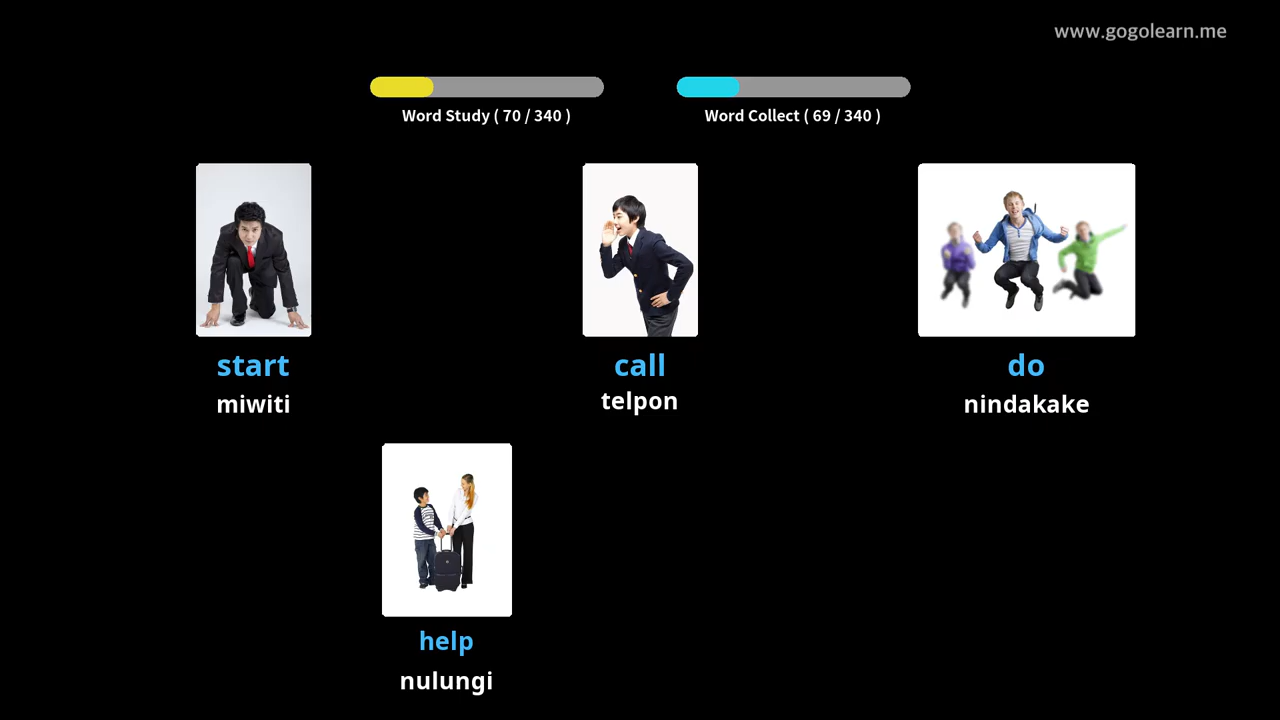 www.gogolearn.me
Word Study ( 70 / 340 )
Word Collect ( 69 / 340 )
start
miwiti
call
telpon
do
nindakake
help
nulungi